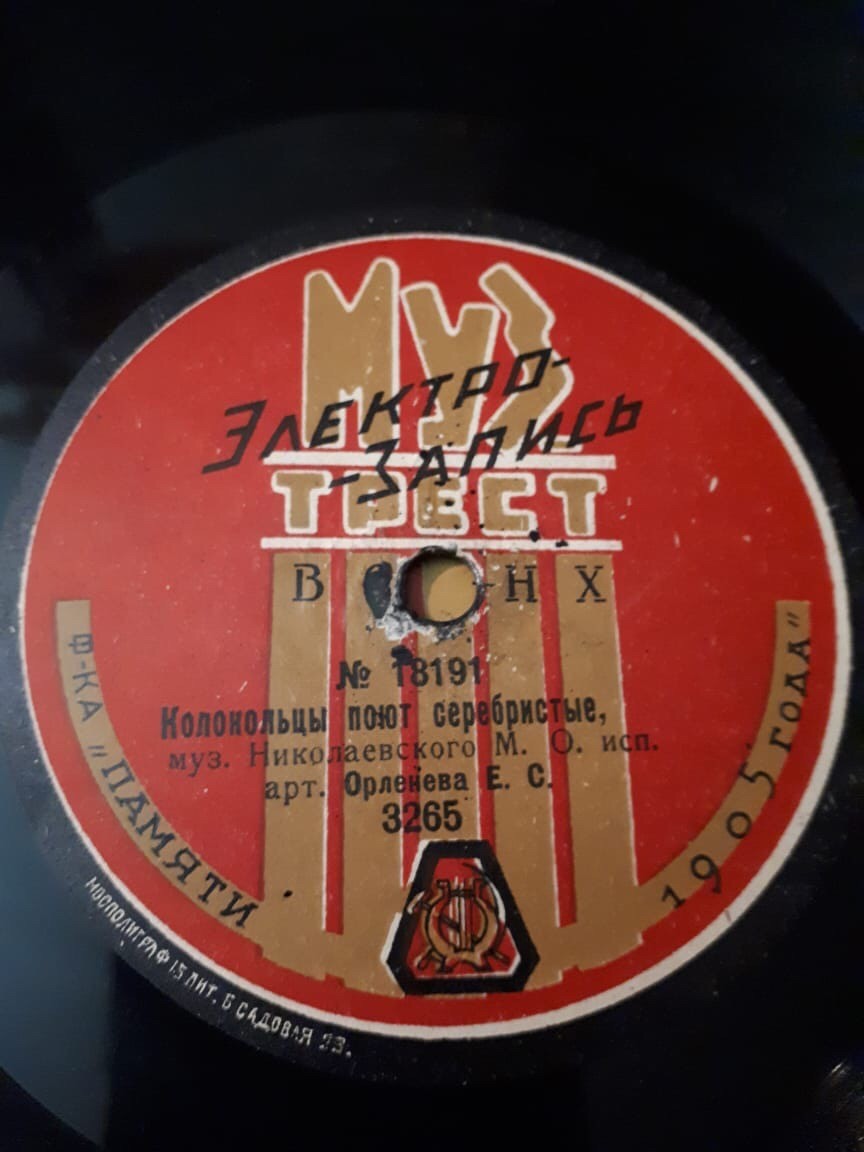 Муз
Электро-
-запись
трест
В НХ
№ 18191
Колокольцы поют серебристые,
муз. Николаевского М. О. исп.
арт. Орленева Е. С.
3265
Ф-КА „ПАМЯТИ 1905 ГОДА"
МОСПОЛИГРАФ 15 ЛИТ. Б САДОВАЯ 23.